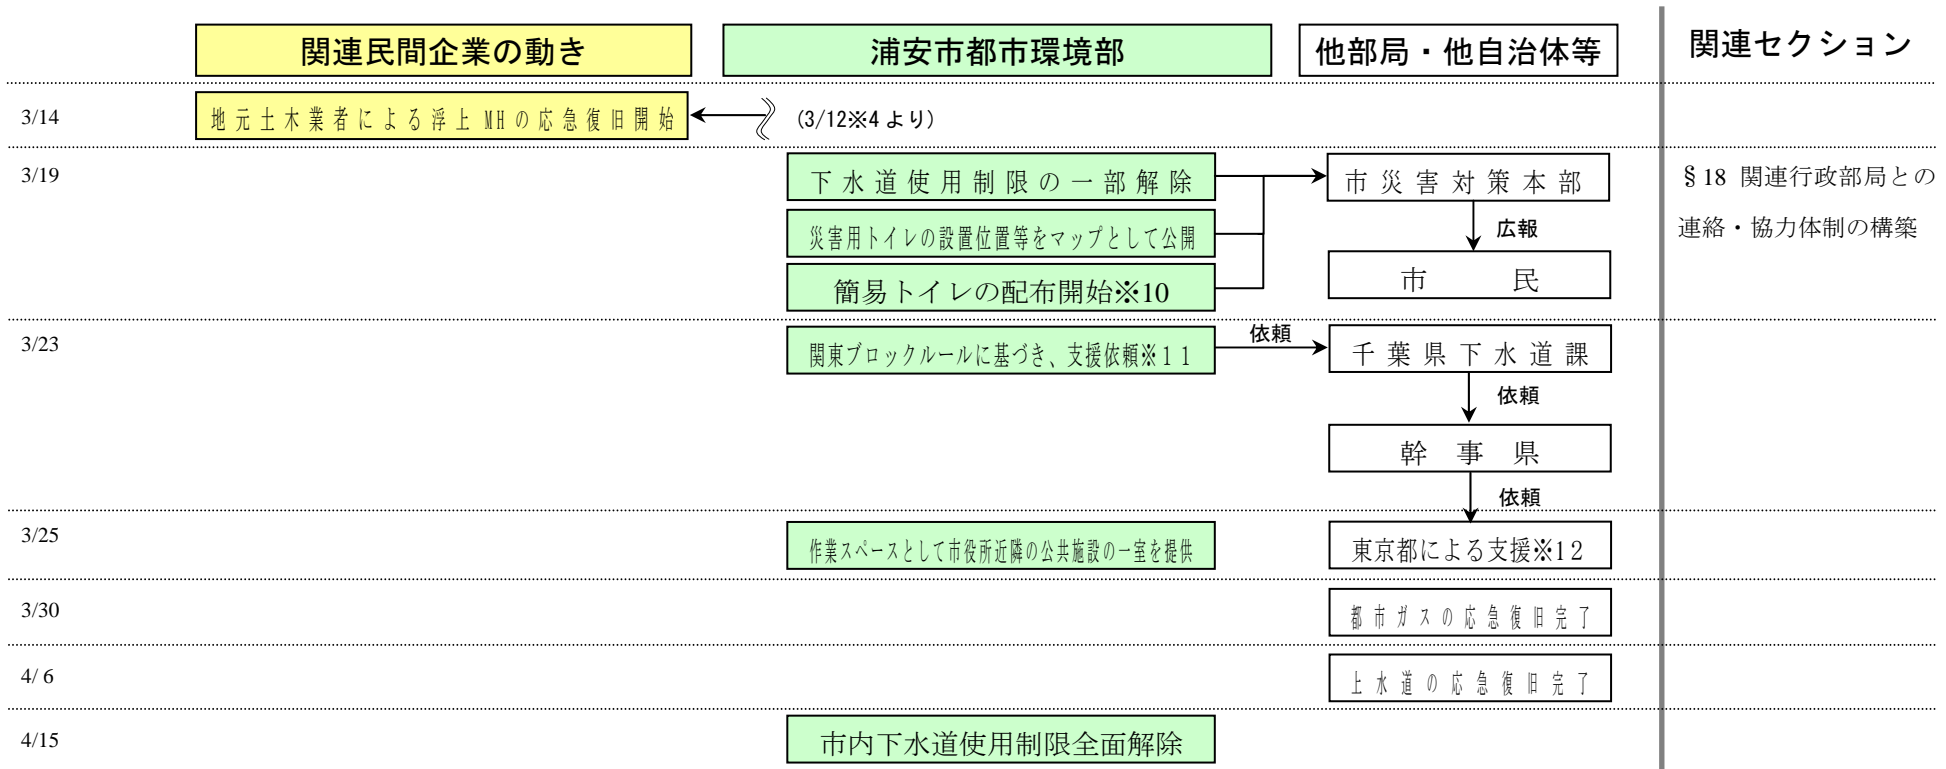 関連民間企業の動き
浦安市都市環境部
他部局・他自治体等
関連セクション
3/14
地元土木業者による浮上MHの応急復旧開始
(3/12※4より)
3/19
下水道使用制限の一部解除
市災害対策本部
§18 関連行政部局との
連絡・協力体制の構築
災害用トイレの設置位置等をマップとして公開
広報
簡易トイレの配布開始※10
市民
3/23
関東ブロックルールに基づき、支援依頼※11
依頼
千葉県下水道課
依頼
幹事県
依頼
3/25
作業スペースとして市役所近隣の公共施設の一室を提供
東京都による支援※12
3/30
都市ガスの応急復旧完了
4/6
上水道の応急復旧完了
4/15
市内下水道使用制限全面解除